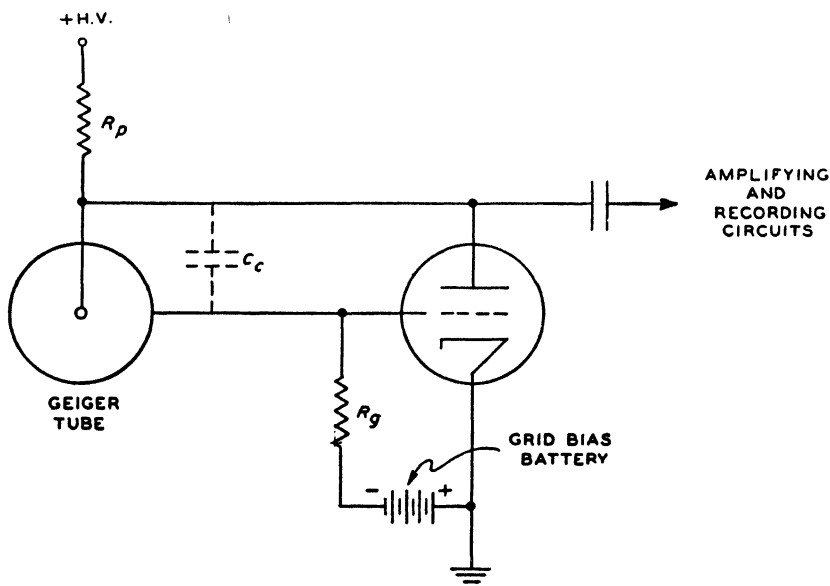 +H.V.
Rp
Cc
AMPLIFYING
AND
RECORDING
CIRCUITS
GEIGER
TUBE
Rg
GRID BIAS
BATTERY
- +